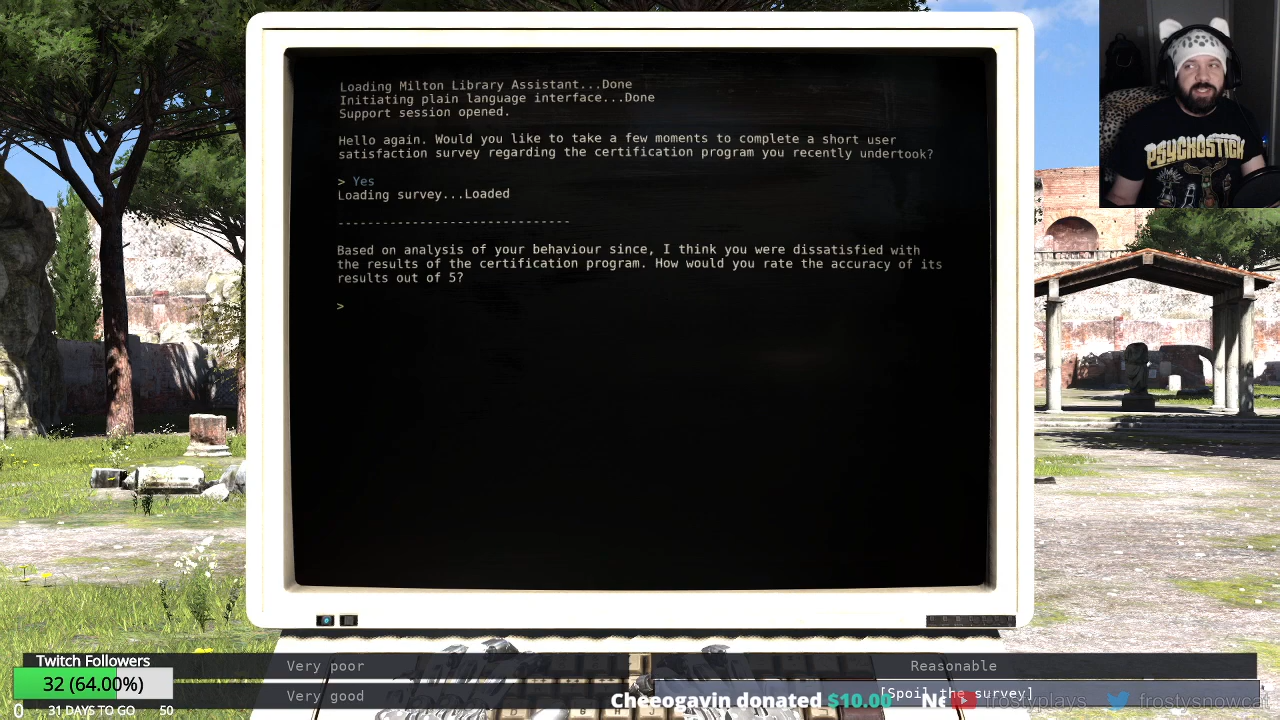 Loading Milton Library Assistant...Done
Initiating plain language interface...Done
Support session opened.
Hello again. Would you like to take a few moments to complete a short user
satisfaction survey regarding the certification program you recently undertook?
> Yes
Loading survey...Loaded
---------------------------------
Based on analysis of your behaviour since, I think you were dissatisfied with
the results of the certification program. How would you rate the accuracy of its
results out of 5?
>
PSYCHOSTICK
Twitch Followers
32 (64.00%)
0 31 DAYS TO GO 50
Very poor
Reasonable
Very good
[Spoil the survey]
Cheeogavin donated $10.00
frostyplays
frostysnowcat